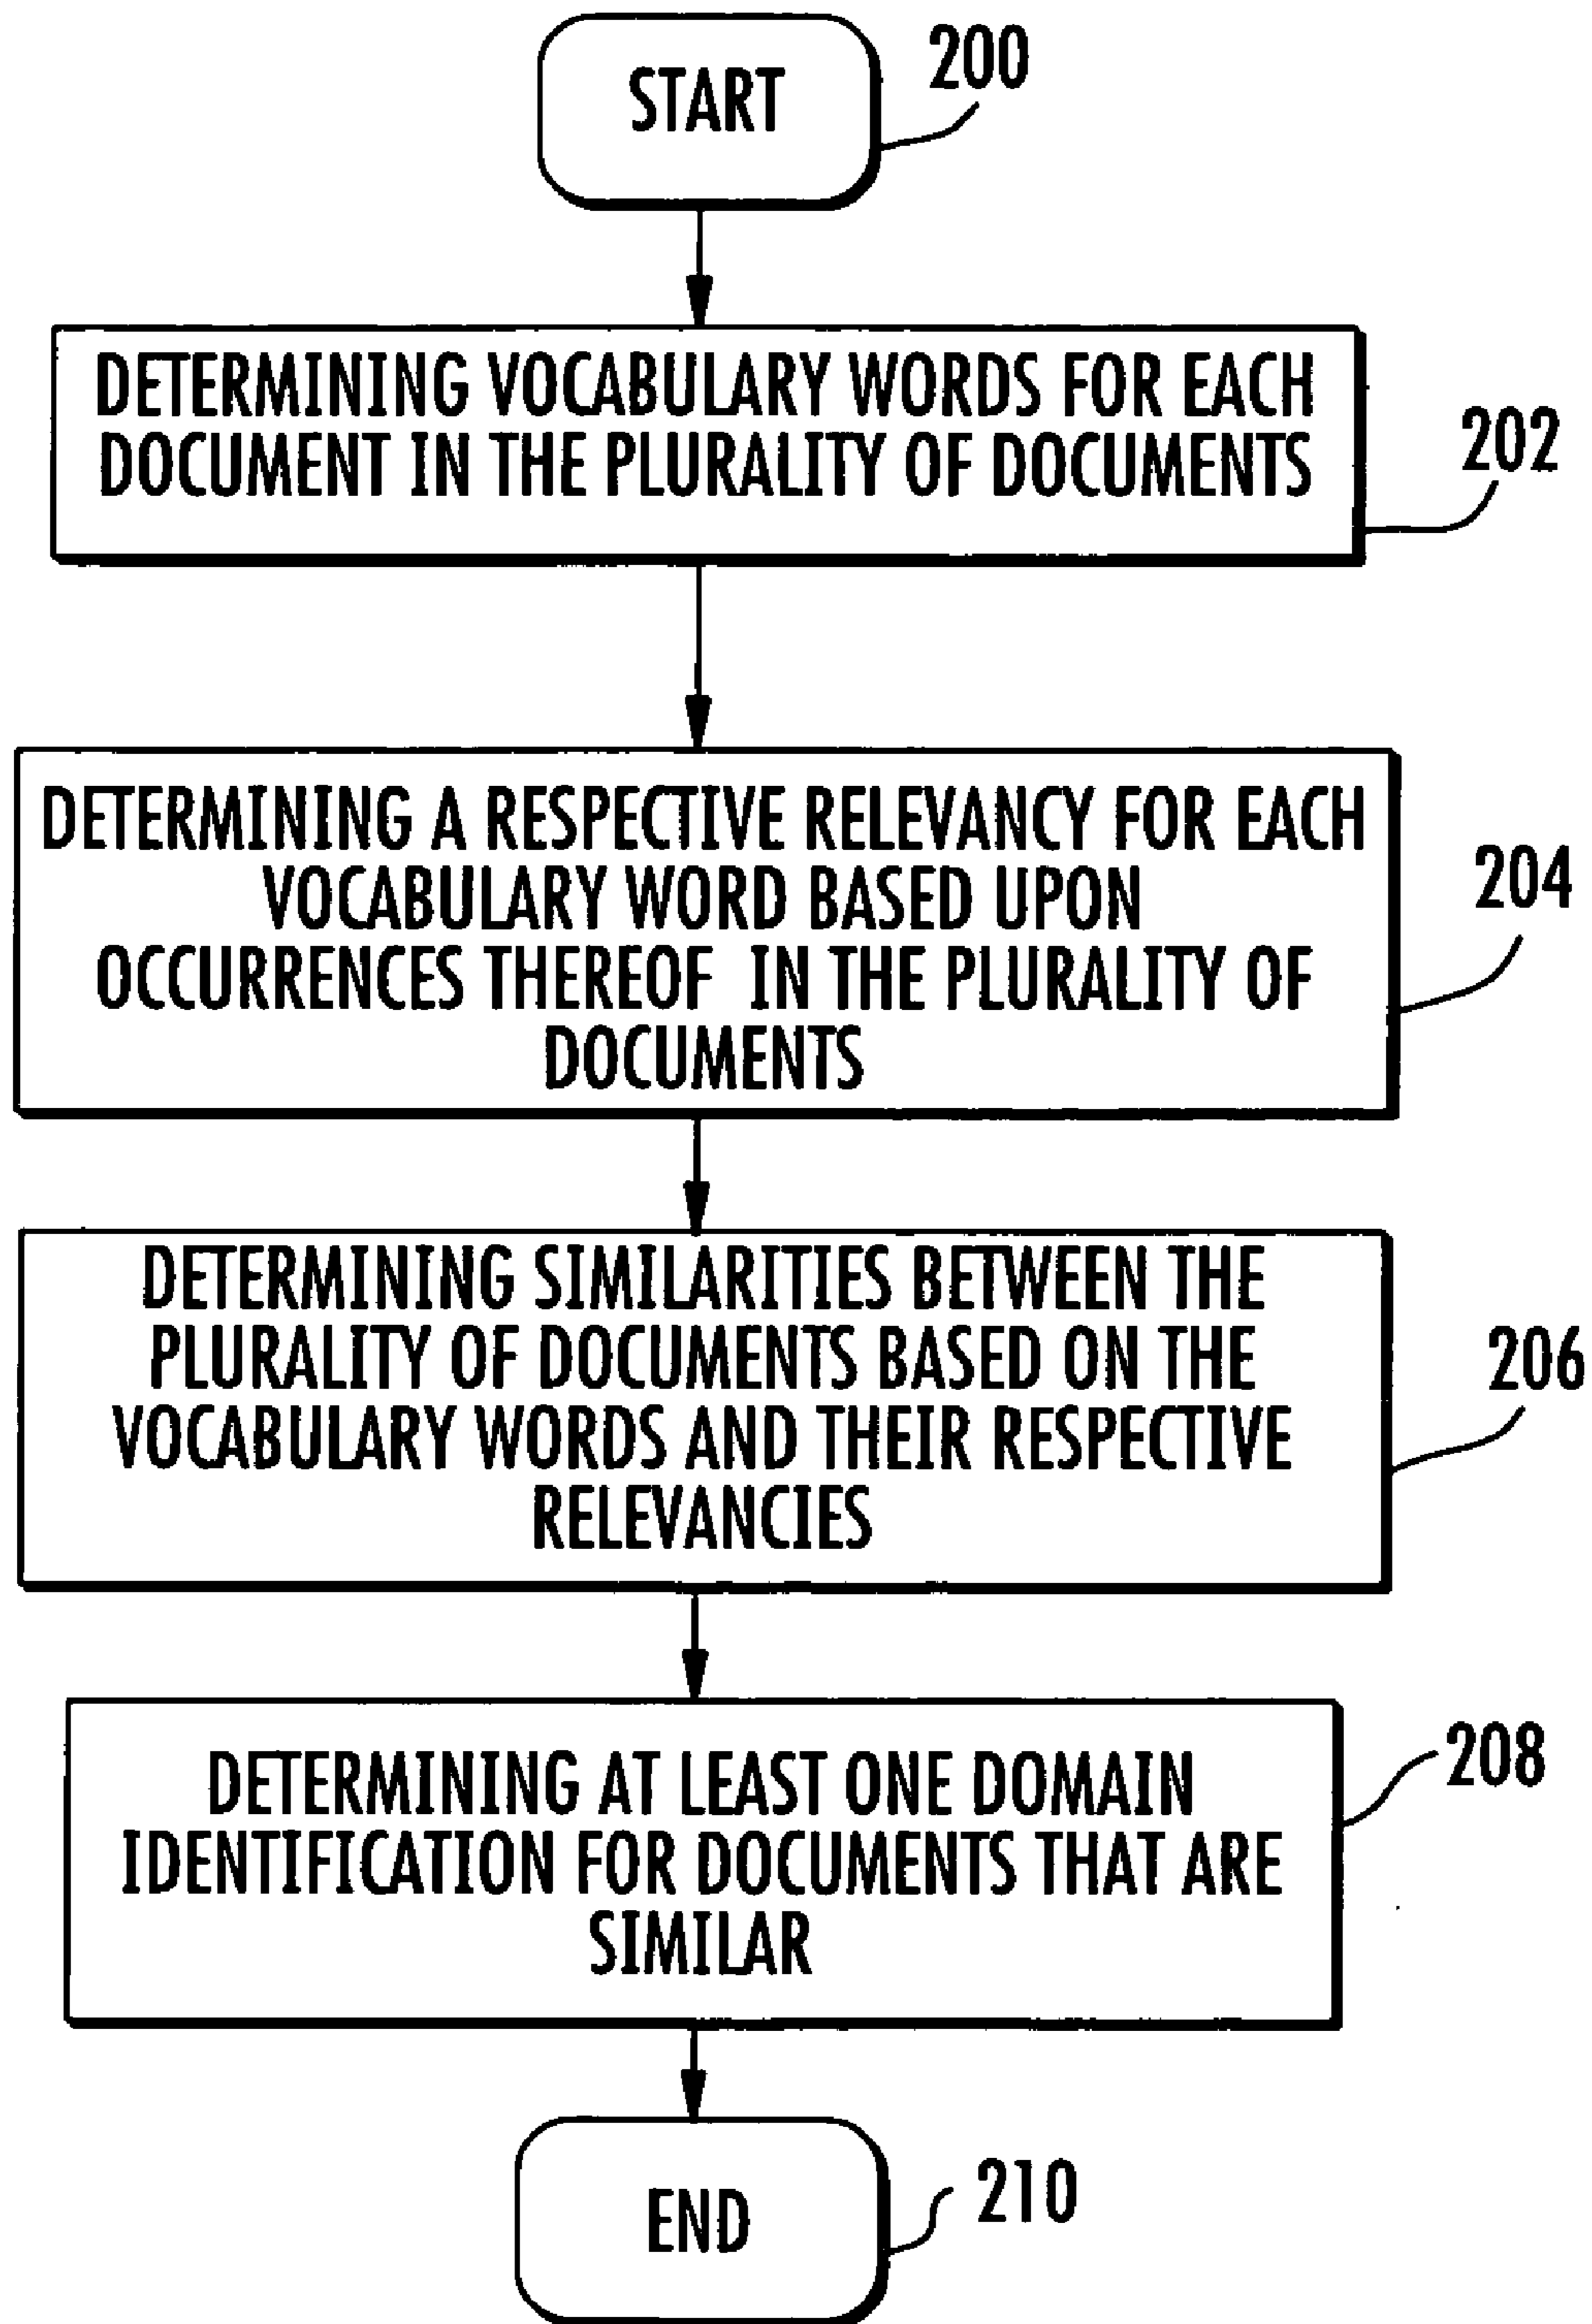 START
200
DETERMINING VOCABULARY WORDS FOR EACH
DOCUMENT IN THE PLURALITY OF DOCUMENTS
202
DETERMINING A RESPECTIVE RELEVANCY FOR EACH
VOCABULARY WORD BASED UPON
OCCURRENCES THEREOF IN THE PLURALITY OF
DOCUMENTS
204
DETERMINING SIMILARITIES BETWEEN THE
PLURALITY OF DOCUMENTS BASED ON THE
VOCABULARY WORDS AND THEIR RESPECTIVE
RELEVANCIES
206
DETERMINING AT LEAST ONE DOMAIN
IDENTIFICATION FOR DOCUMENTS THAT ARE
SIMILAR
208
END
210